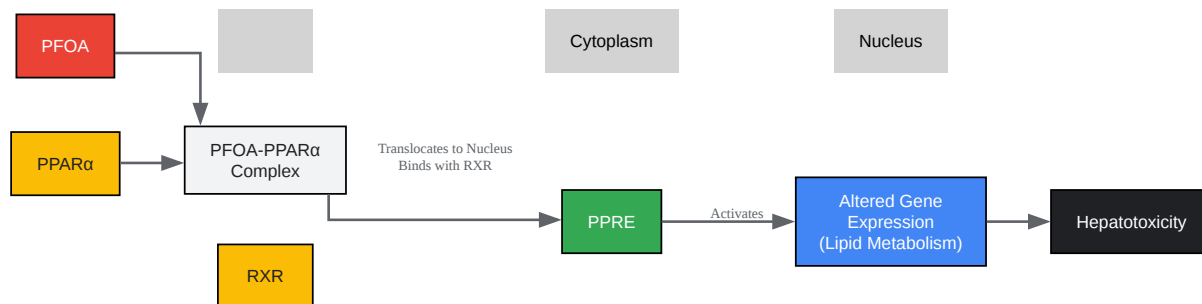 PFOA
Cytoplasm
Nucleus
PPARα
PFOA-PPARα
Complex
Translocates to Nucleus
Binds with RXR
PPRE
Activates
Altered Gene
Expression
(Lipid Metabolism)
Hepatotoxicity
RXR